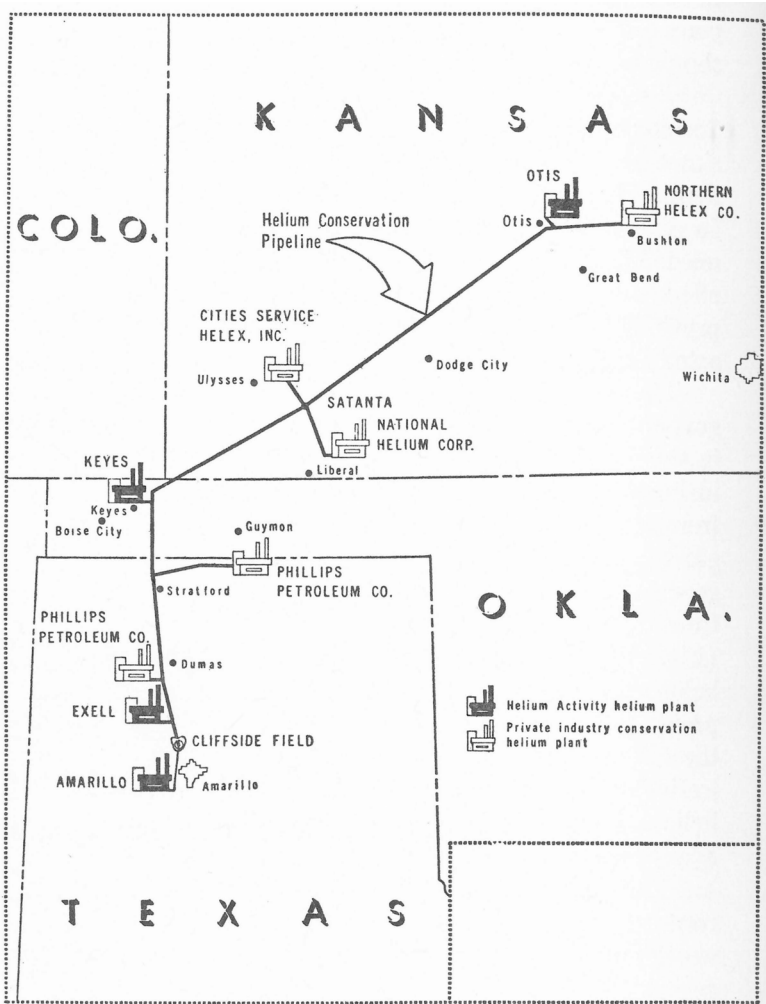 KANSAS
COLO.
OTIS
NORTHERN
HELEX CO.
Otis
Bushton
Great Bend
Helium Conservation
Pipeline
CITIES SERVICE
HELEX, INC.
Ulysses
Dodge City
Wichita
SATANTA
NATIONAL
HELIUM CORP.
Liberal
KEYES
Keyes
Boise City
Guymon
PHILLIPS
PETROLEUM CO.
Stratford
OKLA.
PHILLIPS
PETROLEUM CO.
Dumas
EXELL
CLIFFSIDE FIELD
AMARILLO
Amarillo
Helium Activity helium plant
Private industry conservation
helium plant
TEXAS